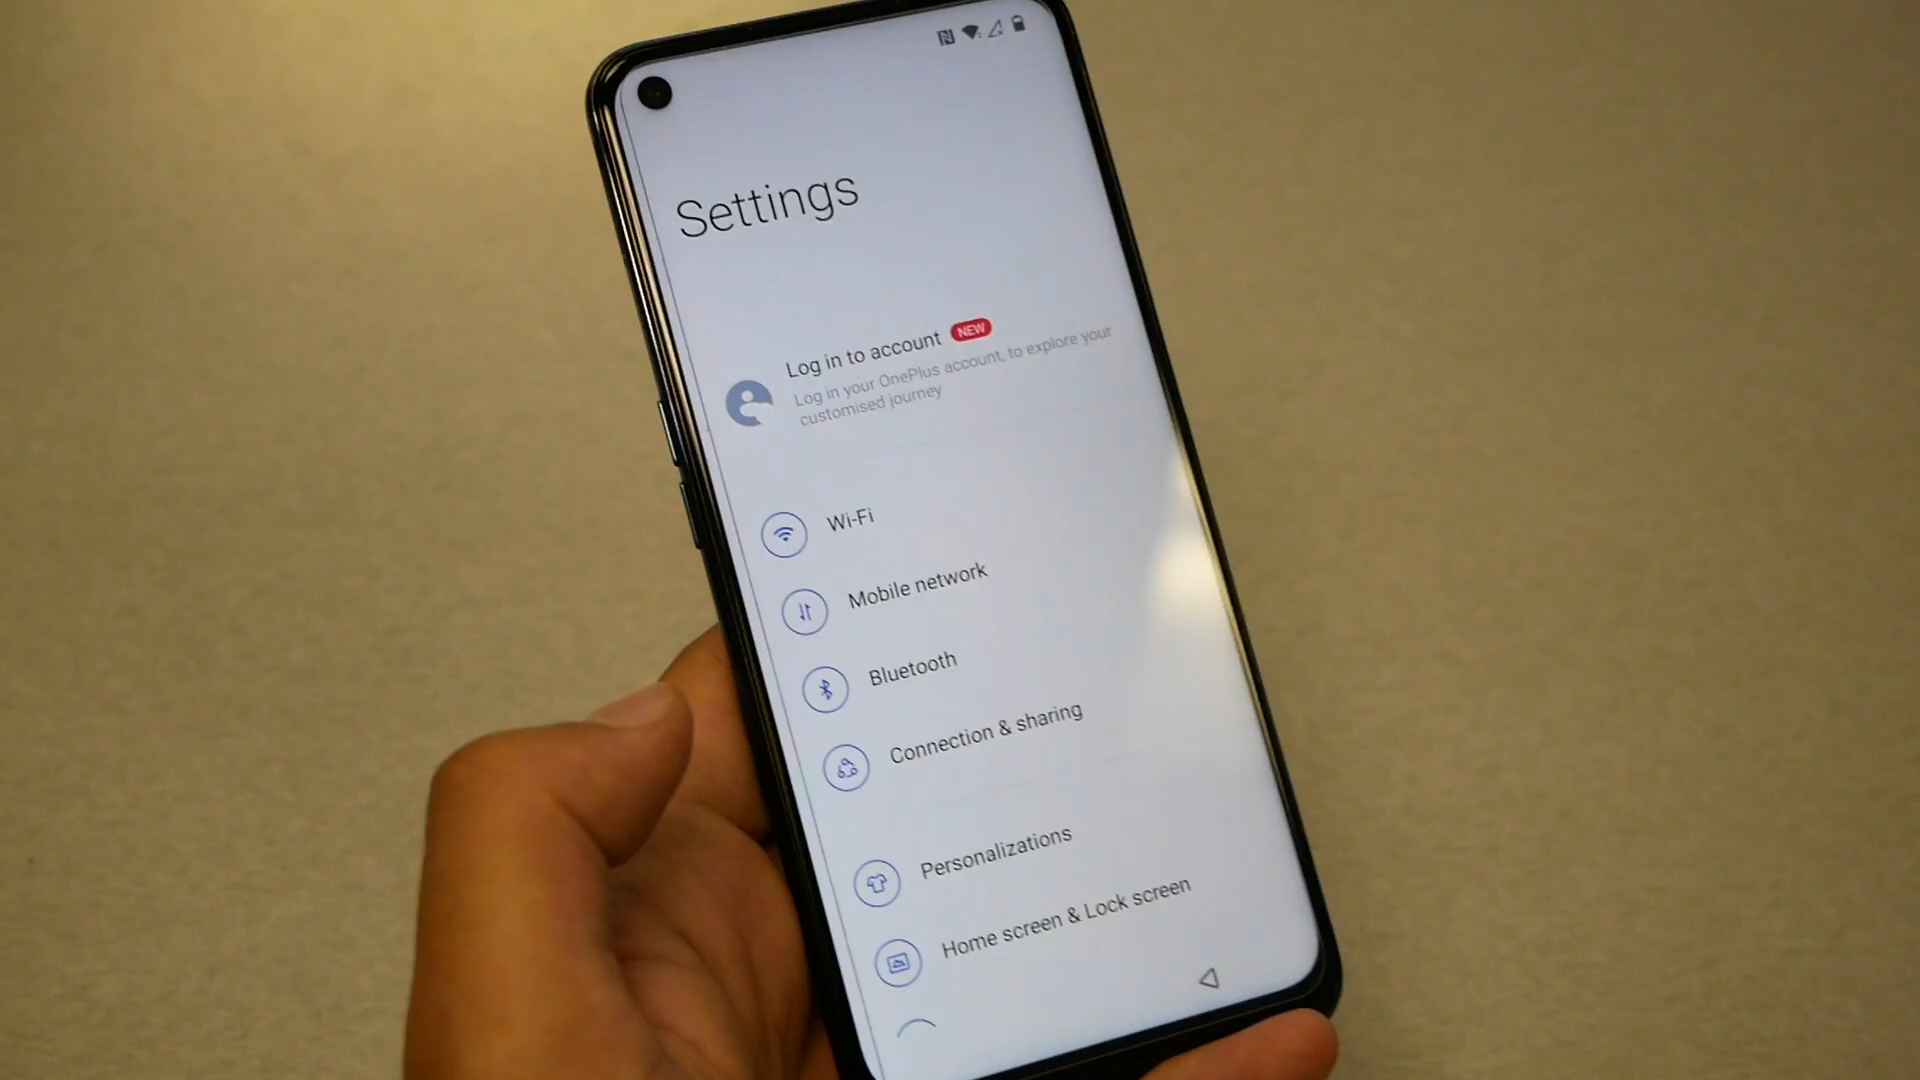 Settings
Log in to account NEW
Log in your OnePlus account, to explore your
customised journey
Wi-Fi
Mobile network
Bluetooth
Connection & sharing
Personalizations
Home screen & Lock screen